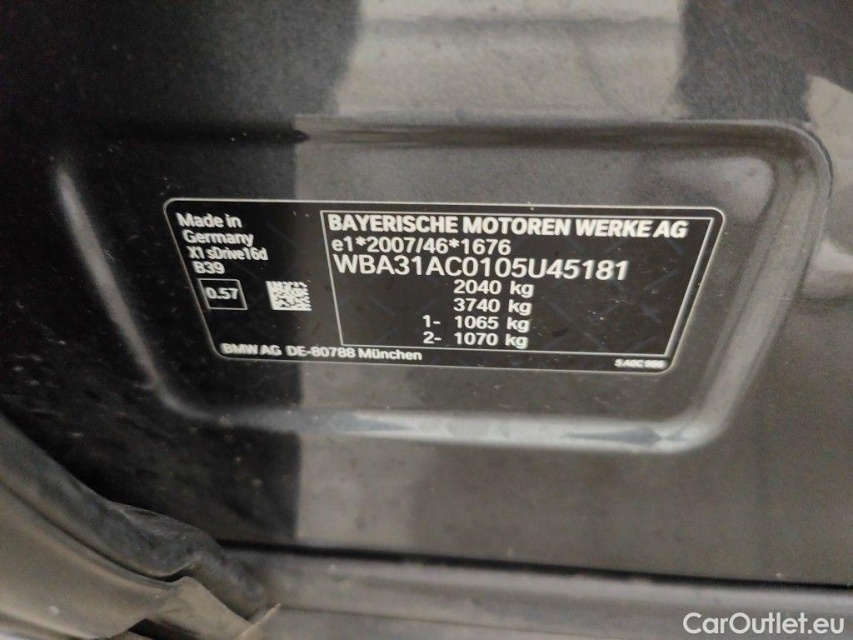 Made in
Germany
X1 sDrive16d
B39
0.57
BAYERISCHE MOTOREN WERKE AG
e1*2007/46*1676
WBA31AC0105U45181
2040 kg
3740 kg
1- 1065 kg
2- 1070 kg
BMW AG DE-80788 München
CarOutlet.eu